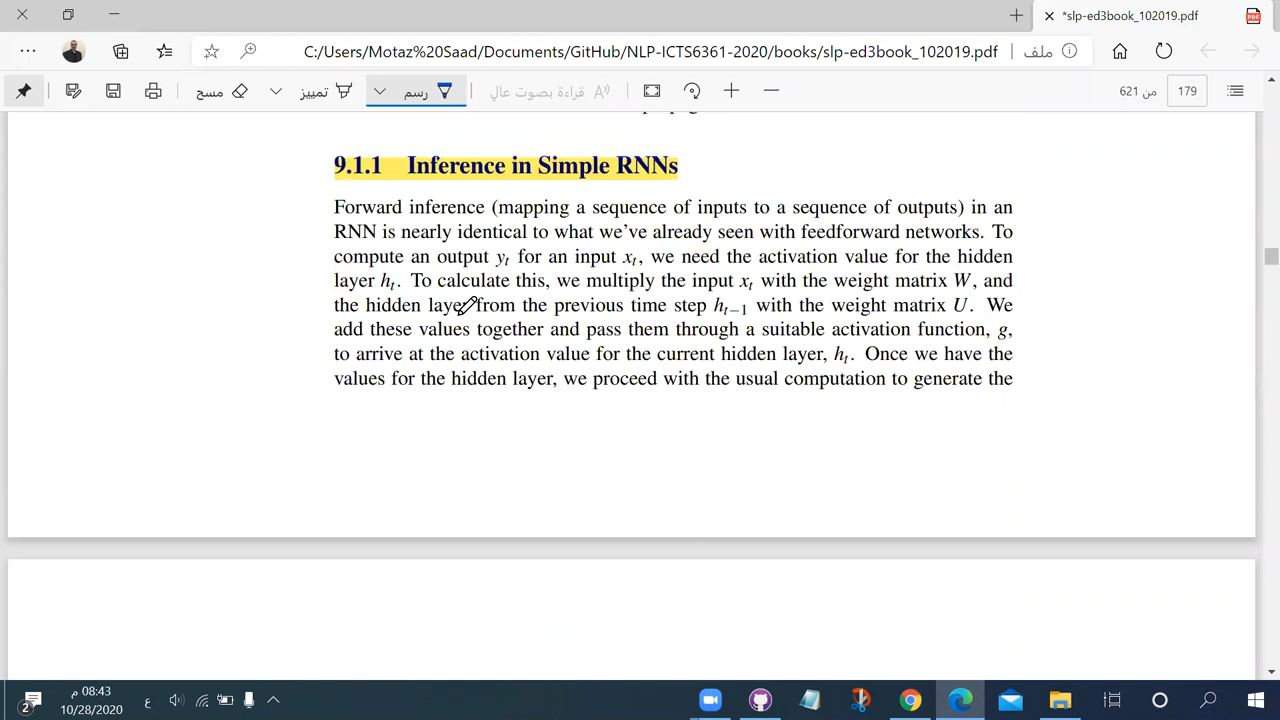 *slp-ed3book_102019.pdf
C:/Users/Motaz%20Saad/Documents/GitHub/NLP-ICTS6361-2020/books/slp-ed3book_102019.pdf
ملف
مسح
تمييز
رسم
قراءة بصوت عالٍ
179 من 621
9.1.1 Inference in Simple RNNs
Forward inference (mapping a sequence of inputs to a sequence of outputs) in an
RNN is nearly identical to what we've already seen with feedforward networks. To
compute an output yt for an input xt, we need the activation value for the hidden
layer ht. To calculate this, we multiply the input xt with the weight matrix W, and
the hidden layer from the previous time step ht−1 with the weight matrix U. We
add these values together and pass them through a suitable activation function, g,
to arrive at the activation value for the current hidden layer, ht. Once we have the
values for the hidden layer, we proceed with the usual computation to generate the
2
08:43 م
10/28/2020
ع